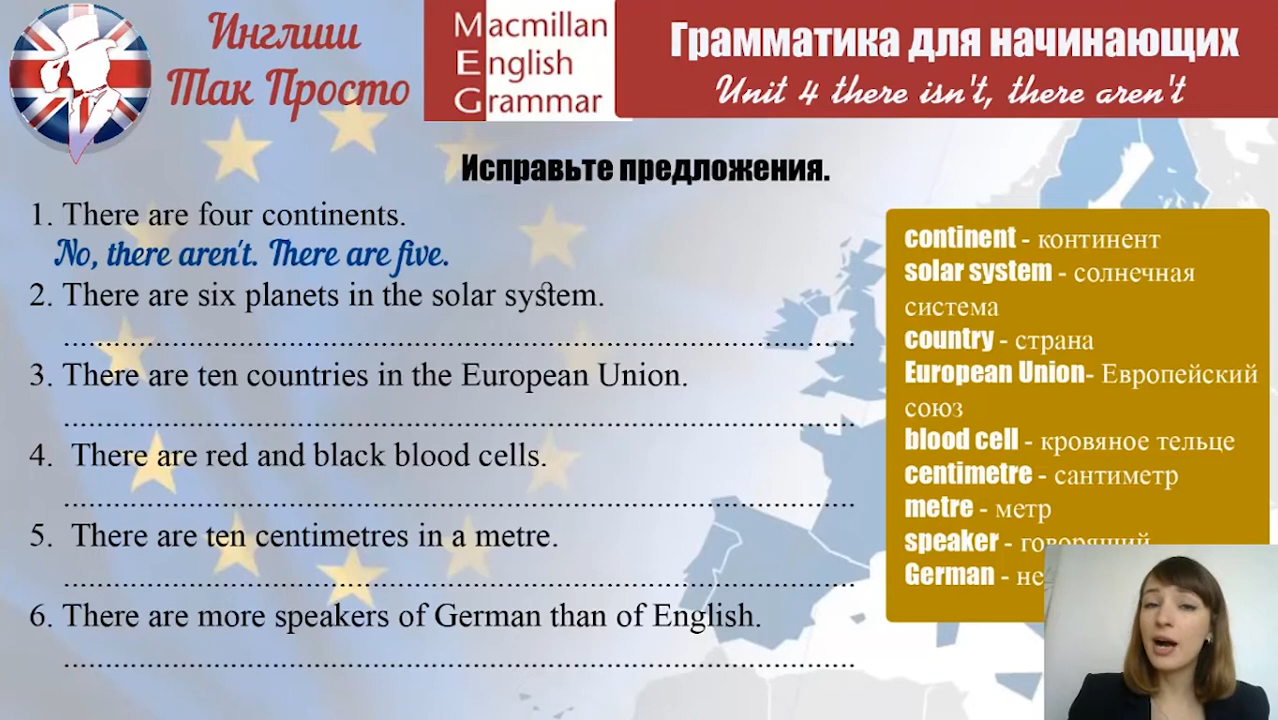 Инглиш
Так Просто
Macmillan
English
Grammar
Грамматика для начинающих
Unit 4 there isn't, there aren't
Исправьте предложения.
1. There are four continents.
No, there aren't. There are five.
2. There are six planets in the solar system.
3. There are ten countries in the European Union.
4. There are red and black blood cells.
5. There are ten centimetres in a metre.
6. There are more speakers of German than of English.
continent - континент
solar system - солнечная
система
country - страна
European Union- Европейский
союз
blood cell - кровяное тельце
centimetre - сантиметр
metre - метр
speaker - говорящий
German - не